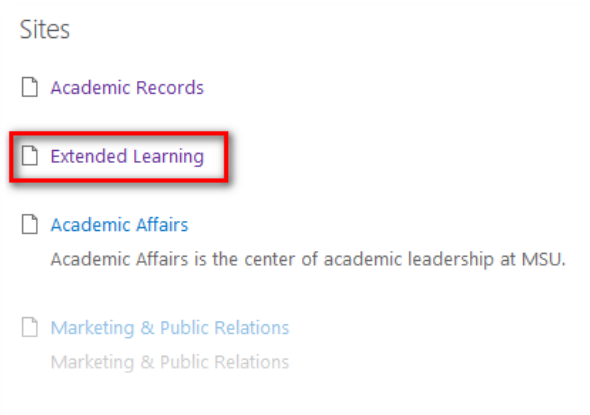 Sites
Academic Records
Extended Learning
Academic Affairs
Academic Affairs is the center of academic leadership at MSU.
Marketing & Public Relations
Marketing & Public Relations